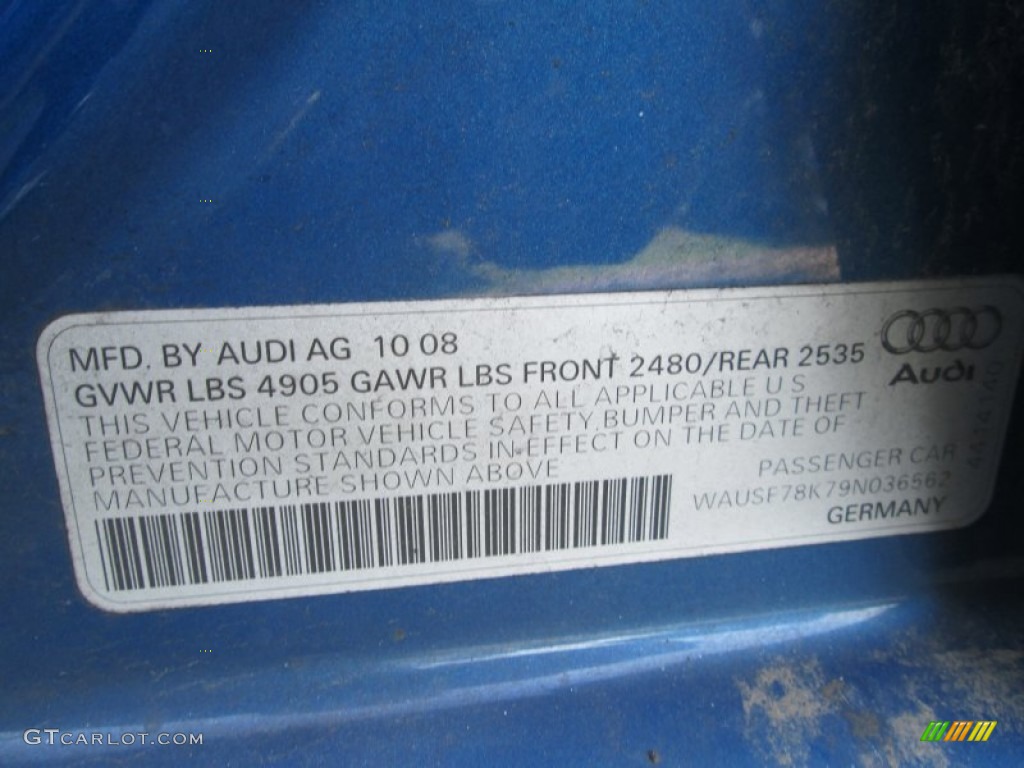 MFD. BY AUDI AG 10 08
GVWR LBS 4905 GAWR LBS FRONT 2480/REAR 2535
THIS VEHICLE CONFORMS TO ALL APPLICABLE U S
FEDERAL MOTOR VEHICLE SAFETY, BUMPER AND THEFT
PREVENTION STANDARDS IN EFFECT ON THE DATE OF
MANUFACTURE SHOWN ABOVE
Audi
PASSENGER CAR
WAUSF78K79N036562
GERMANY
GTCARLOT.COM